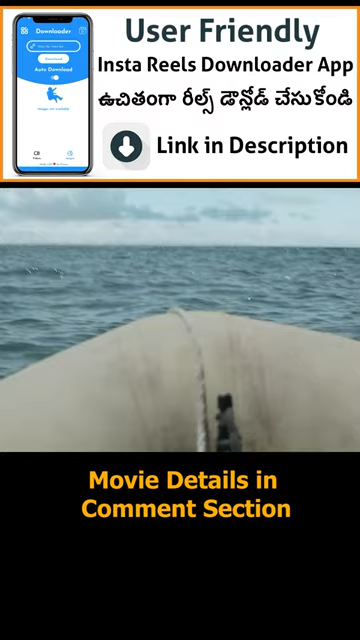 User Friendly
Insta Reels Downloader App
ఉచితంగా రీల్స్ డౌన్లోడ్ చేసుకోండి
Link in Description
Downloader
Download
Auto Download
Movie Details in
Comment Section